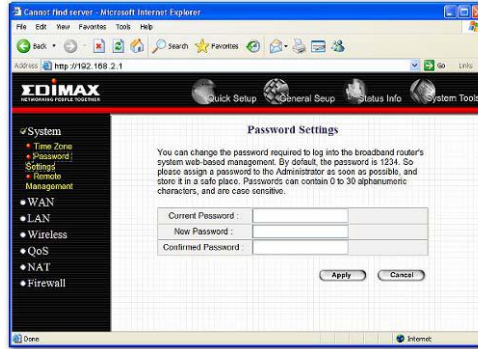 Cannot find server - Microsoft Internet Explorer
File Edit View Favorites Tools Help
Back Search Favorites
Address http://192.168.2.1 Go Links
EDIMAX
NETWORKING PEOPLE TOGETHER
Quick Setup General Seup Status Info System Tools
System
Time Zone
Password
Settings
Remote
Management
WAN
LAN
Wireless
QoS
NAT
Firewall
Password Settings
You can change the password required to log into the broadband router's
system web-based management. By default, the password is 1234. So
please assign a password to the Administrator as soon as possible, and
store it in a safe place. Passwords can contain 0 to 30 alphanumeric
characters, and are case sensitive.
Current Password :
New Password :
Confirmed Password :
Apply Cancel
Done Internet